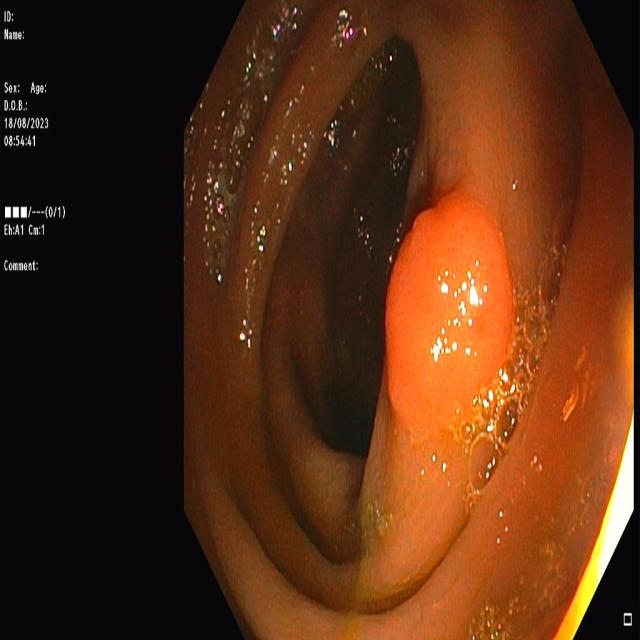 ID:
Name:
Sex: Age:
D.O.B.:
18/08/2023
08:54:41
■■■/---(0/1)
Eh:A1 Cm:1
Comment: